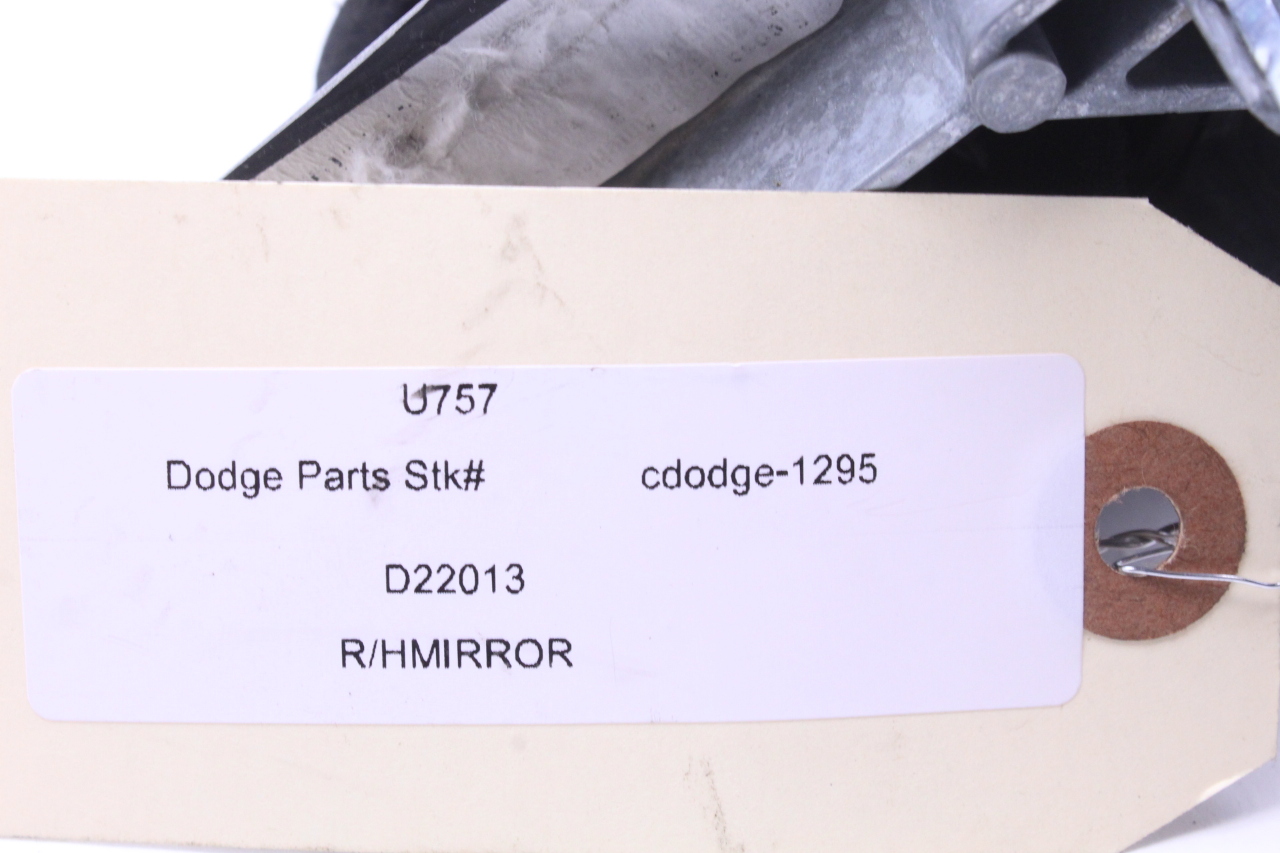 U757
Dodge Parts Stk# cdodge-1295
D22013
R/HMIRROR